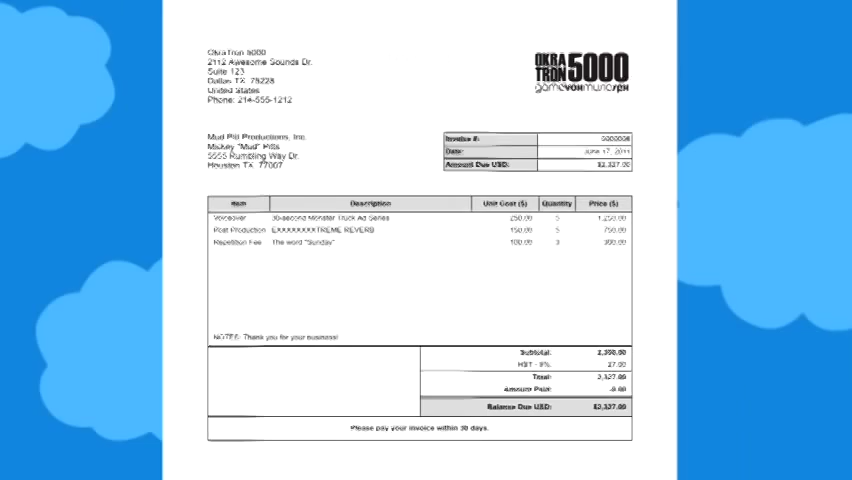 OkraTron 5000
2112 Awesome Sounds Dr.
Suite 123
Dallas TX 78228
United States
Phone: 214-555-1212
OKRA TRON 5000
gamevoxmusicrpm
Mud Pitt Productions, Inc.
Mickey "Mud" Pitts
5555 Rumbling Way Dr.
Houston TX 77007
Invoice #:
Date: June 17, 2011
Amount Due USD: $2,327.00
Item Description Unit Cost ($) Quantity Price ($)
Voiceover 30-second Monster Truck Ad Series 250.00 5 1,250.00
Post Production EXXXXXXXXTREME REVERB 150.00 5 750.00
Repetition Fee The word "Sunday" 100.00 3 300.00
NOTES: Thank you for your business!
Subtotal: 2,300.00
HST - 9%: 27.00
Total: 2,327.00
Amount Paid: -0.00
Balance Due USD: $2,327.00
Please pay your invoice within 30 days.